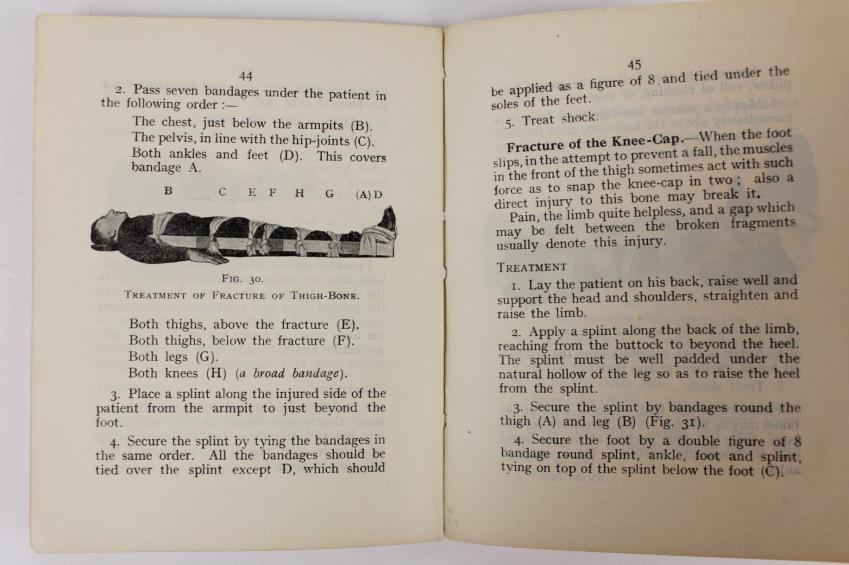 44
2. Pass seven bandages under the patient in
the following order :—
The chest, just below the armpits (B).
The pelvis, in line with the hip-joints (C).
Both ankles and feet (D). This covers
bandage A.
B C E F H G (A) D
FIG. 30.
TREATMENT OF FRACTURE OF THIGH-BONE.
Both thighs, above the fracture (E).
Both thighs, below the fracture (F).
Both legs (G).
Both knees (H) (a broad bandage).
3. Place a splint along the injured side of the
patient from the armpit to just beyond the
foot.
4. Secure the splint by tying the bandages in
the same order. All the bandages should be
tied over the splint except D, which should
45
be applied as a figure of 8 and tied under the
soles of the feet.
5. Treat shock.
Fracture of the Knee-Cap.—When the foot
slips, in the attempt to prevent a fall, the muscles
in the front of the thigh sometimes act with such
force as to snap the knee-cap in two; also a
direct injury to this bone may break it.
Pain, the limb quite helpless, and a gap which
may be felt between the broken fragments
usually denote this injury.
TREATMENT
1. Lay the patient on his back, raise well and
support the head and shoulders, straighten and
raise the limb.
2. Apply a splint along the back of the limb,
reaching from the buttock to beyond the heel.
The splint must be well padded under the
natural hollow of the leg so as to raise the heel
from the splint.
3. Secure the splint by bandages round the
thigh (A) and leg (B) (Fig. 31).
4. Secure the foot by a double figure of 8
bandage round splint, ankle, foot and splint,
tying on top of the splint below the foot (C).